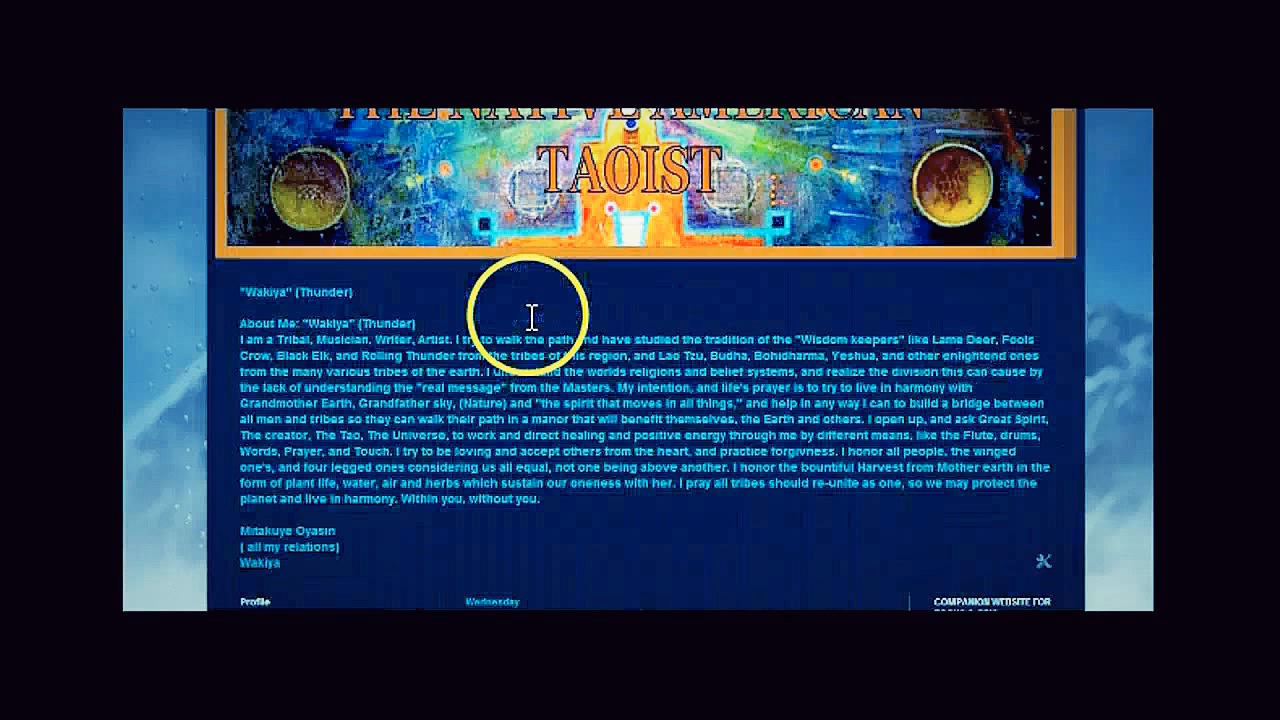 THE NATIVE AMERICAN
TAOIST
"Wakiya" (Thunder)
About Me: "Wakiya" (Thunder)
I am a Tribal, Musician, Writer, Artist. I try to walk the path and have studied the tradition of the "Wisdom keepers" like Lame Deer, Fools
Crow, Black Elk, and Rolling Thunder from the tribes of this region, and Lao Tzu, Budha, Bohidharma, Yeshua, and other enlightend ones
from the many various tribes of the earth. I understand the worlds religions and belief systems, and realize the division this can cause by
the lack of understanding the "real message" from the Masters. My intention, and life's prayer is to try to live in harmony with
Grandmother Earth, Grandfather sky, (Nature) and "the spirit that moves in all things," and help in any way I can to build a bridge between
all men and tribes so they can walk their path in a manor that will benefit themselves, the Earth and others. I open up, and ask Great Spirit,
The creator, The Tao, The Universe, to work and direct healing and positive energy through me by different means, like the Flute, drums,
Words, Prayer, and Touch. I try to be loving and accept others from the heart, and practice forgivness. I honor all people, the winged
one's, and four legged ones considering us all equal, not one being above another. I honor the bountiful Harvest from Mother earth in the
form of plant life, water, air and herbs which sustain our oneness with her. I pray all tribes should re-unite as one, so we may protect the
planet and live in harmony. Within you, without you.
Mitakuye Oyasin
( all my relations)
Wakiya
Profile Wednesday COMPANION WEBSITE FOR